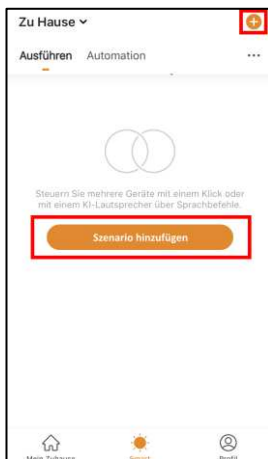 Zu Hause
Ausführen Automation
Steuern Sie mehrere Geräte mit einem Klick oder
mit einem KI-Lautsprecher über Sprachbefehle.
Szenario hinzufügen
Mein Zuhause Smart Profil